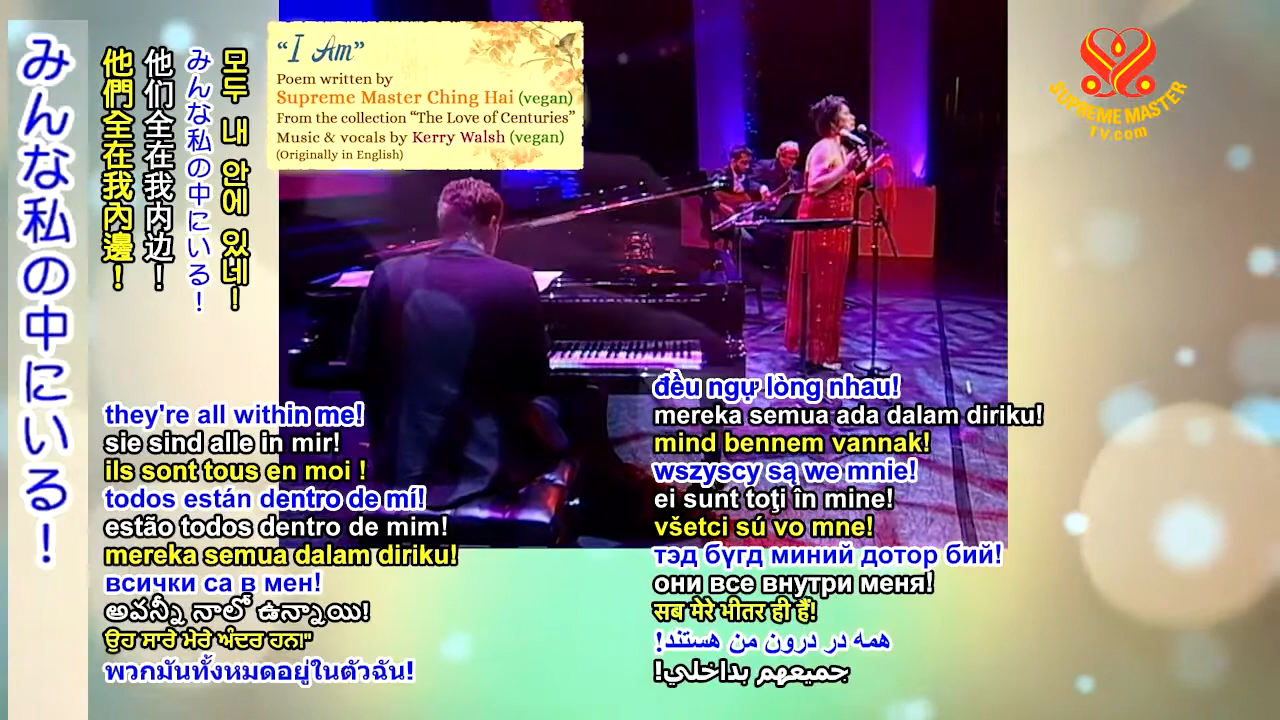 みんな私の中にいる！
他們全在我內邊！
他们全在我内边！
みんな私の中にいる！
모두 내 안에 있네!
“I Am”
Poem written by
Supreme Master Ching Hai (vegan)
From the collection “The Love of Centuries”
Music & vocals by Kerry Walsh (vegan)
(Originally in English)
SUPREME MASTER
TV.com
they're all within me!
sie sind alle in mir!
ils sont tous en moi !
todos están dentro de mí!
estão todos dentro de mim!
mereka semua dalam diriku!
всички са в мен!
అవన్నీ నాలో ఉన్నాయి!
ਉਹ ਸਾਰੇ ਮੇਰੇ ਅੰਦਰ ਹਨ।"
พวกมันทั้งหมดอยู่ในตัวฉัน!
đều ngự lòng nhau!
mereka semua ada dalam diriku!
mind bennem vannak!
wszyscy są we mnie!
ei sunt toţi în mine!
všetci sú vo mne!
тэд бүгд миний дотор бий!
они все внутри меня!
सब मेरे भीतर ही हैं!
همه در درون من هستند!
جميعهم بداخلي!